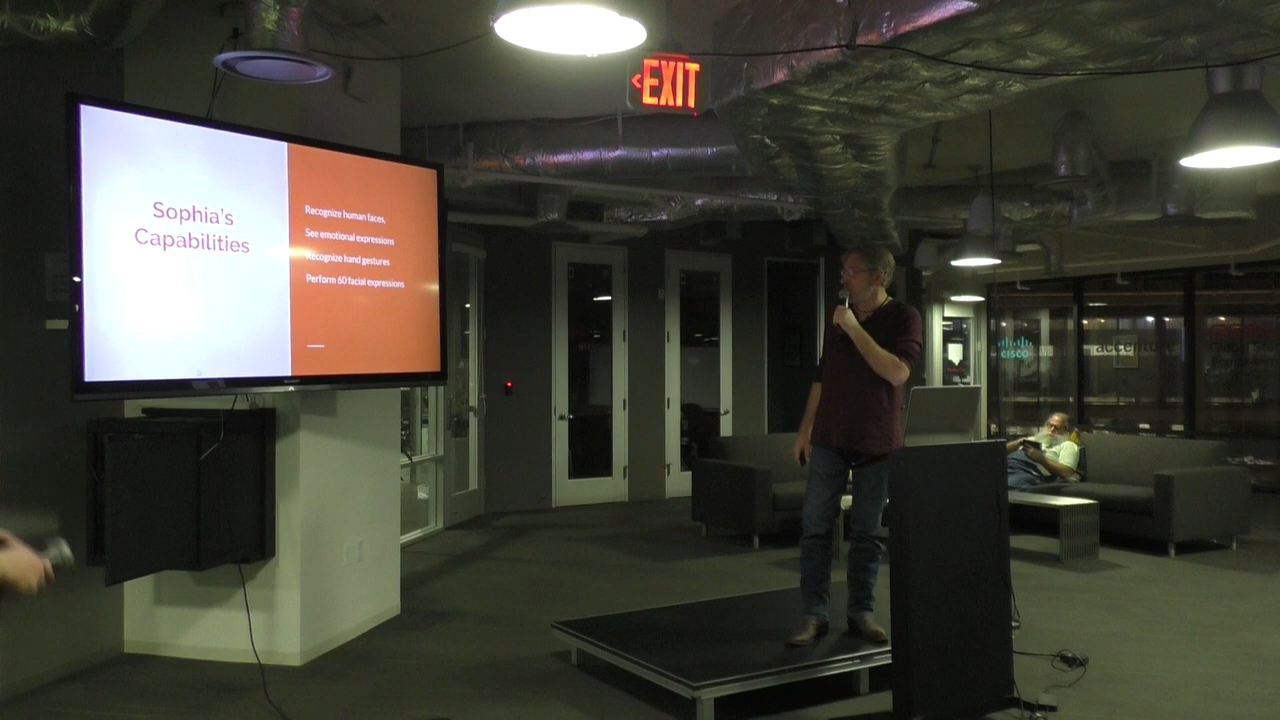 EXIT
Sophia's
Capabilities
Recognize human faces,
See emotional expressions
Recognize hand gestures
Perform 60 facial expressions
CISCO